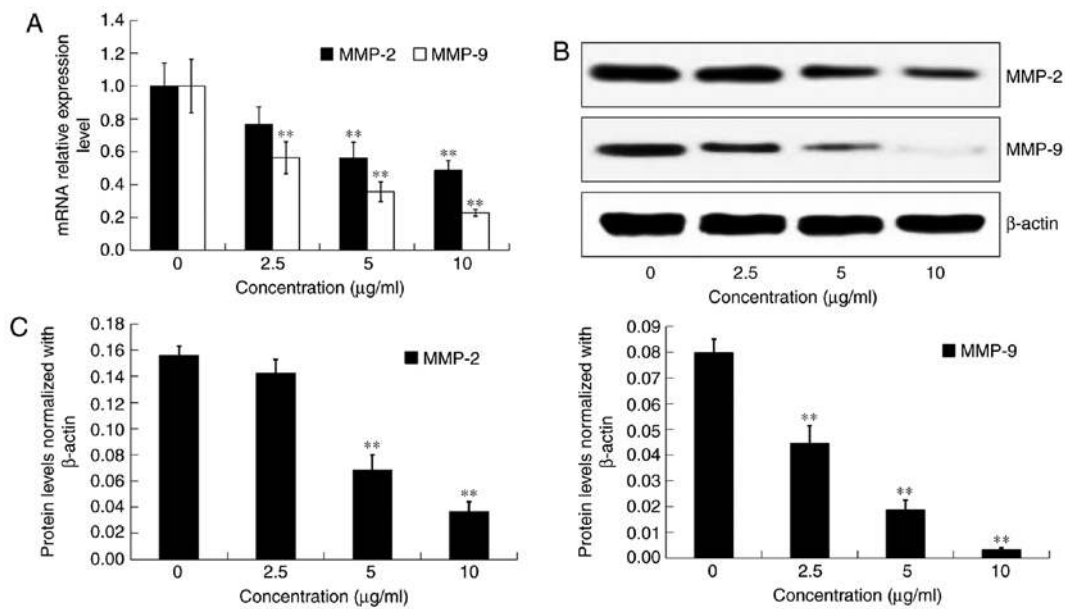 A
mRNA relative expression
level
1.4
1.2
1.0
0.8
0.6
0.4
0.2
0.0
MMP-2 MMP-9
**
**
**
**
**
0 2.5 5 10
Concentration (μg/ml)
B
MMP-2
MMP-9
β-actin
0 2.5 5 10
Concentration (μg/ml)
C
Protein levels normalized with
β-actin
0.18
0.16
0.14
0.12
0.10
0.08
0.06
0.04
0.02
0.00
MMP-2
**
**
0 2.5 5 10
Concentration (μg/ml)
Protein levels normalized with
β-actin
0.09
0.08
0.07
0.06
0.05
0.04
0.03
0.02
0.01
0.00
MMP-9
**
**
**
0 2.5 5 10
Concentration (μg/ml)